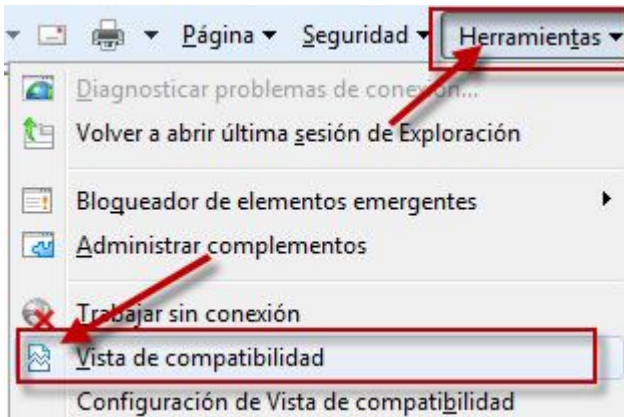 Página Seguridad Herramientas
Diagnosticar problemas de conexión...
Volver a abrir última sesión de Exploración
Bloqueador de elementos emergentes
Administrar complementos
Trabajar sin conexión
Vista de compatibilidad
Configuración de Vista de compatibilidad